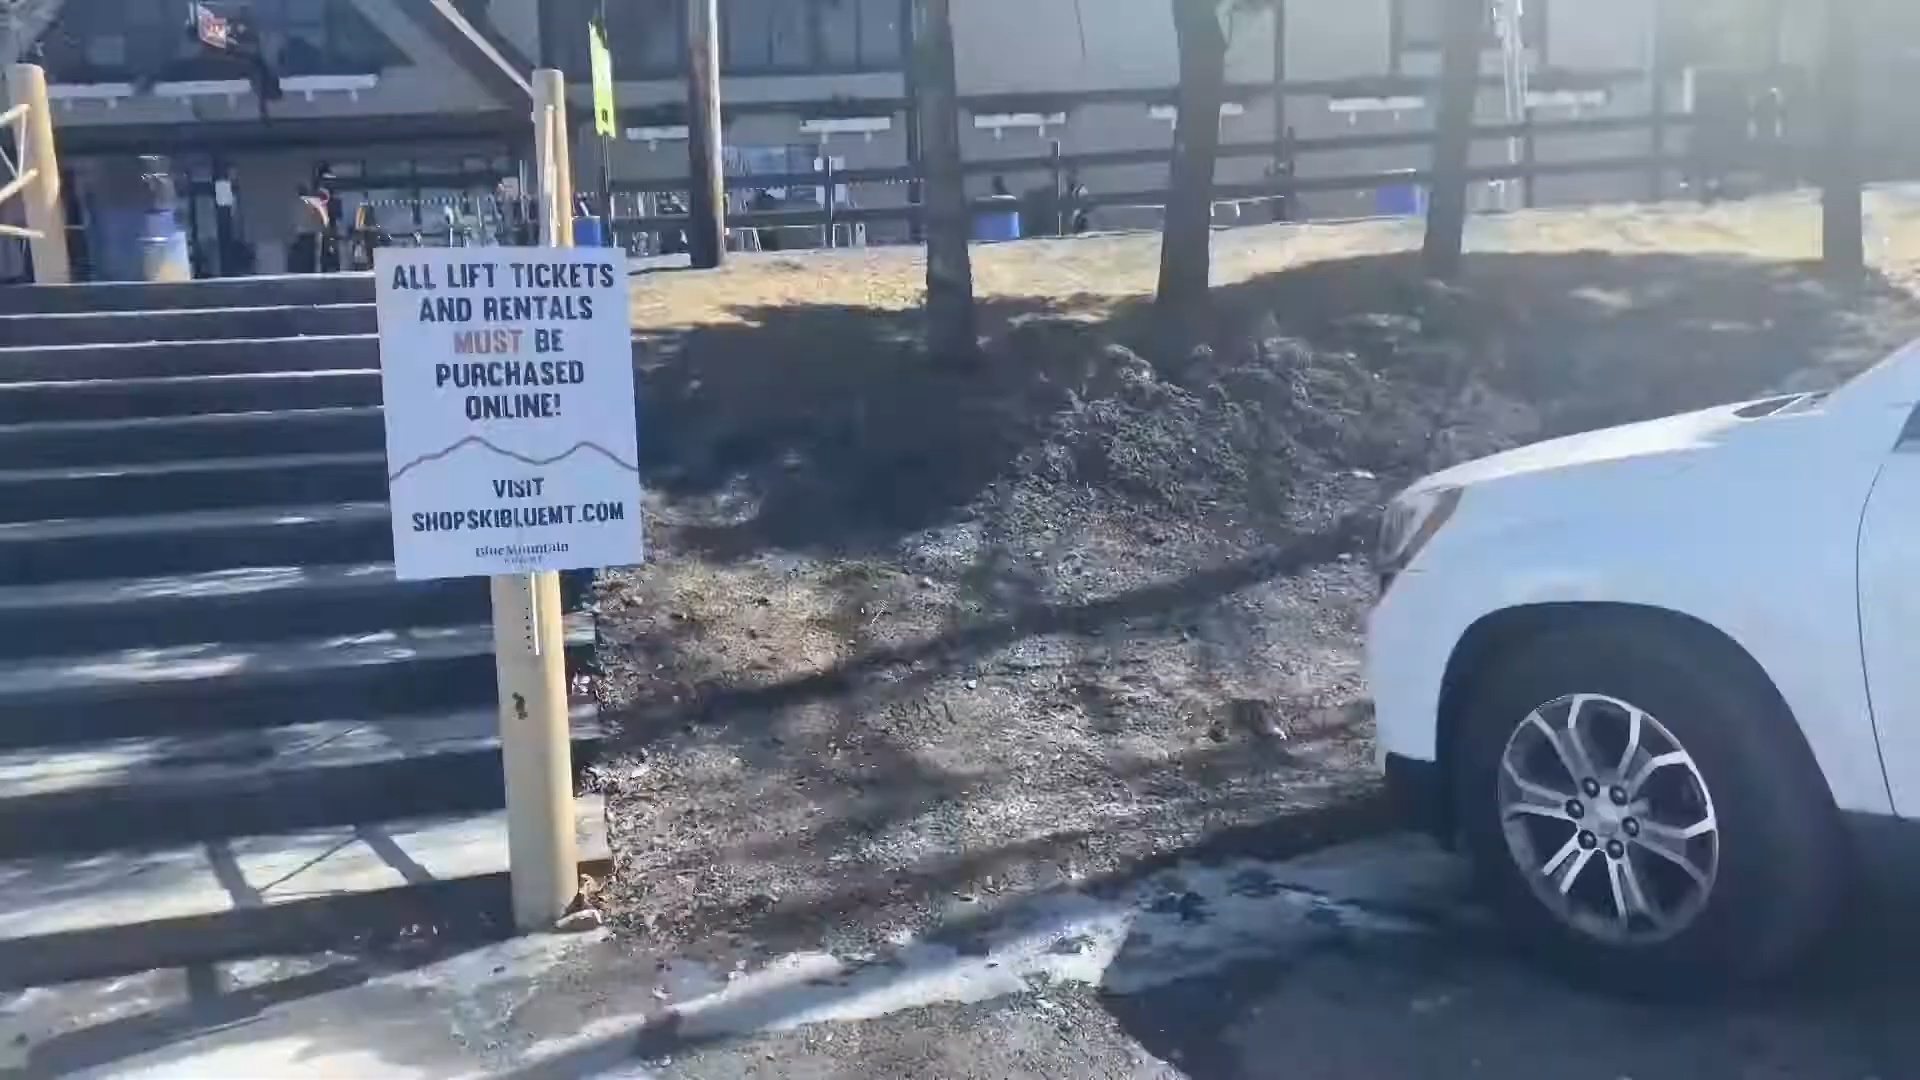 ALL LIFT TICKETS
AND RENTALS
MUST BE
PURCHASED
ONLINE!
VISIT
SHOPSKIBLUEMT.COM
Blue Mountain